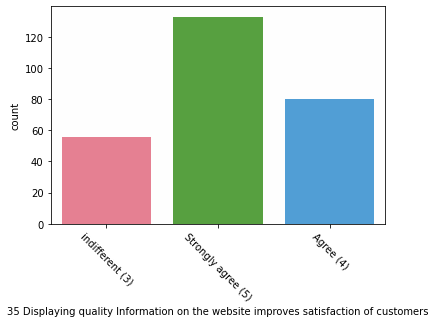 120
100
80
60
40
20
0
count
indifferent (3)
Strongly agree (5)
Agree (4)
35 Displaying quality Information on the website improves satisfaction of customers